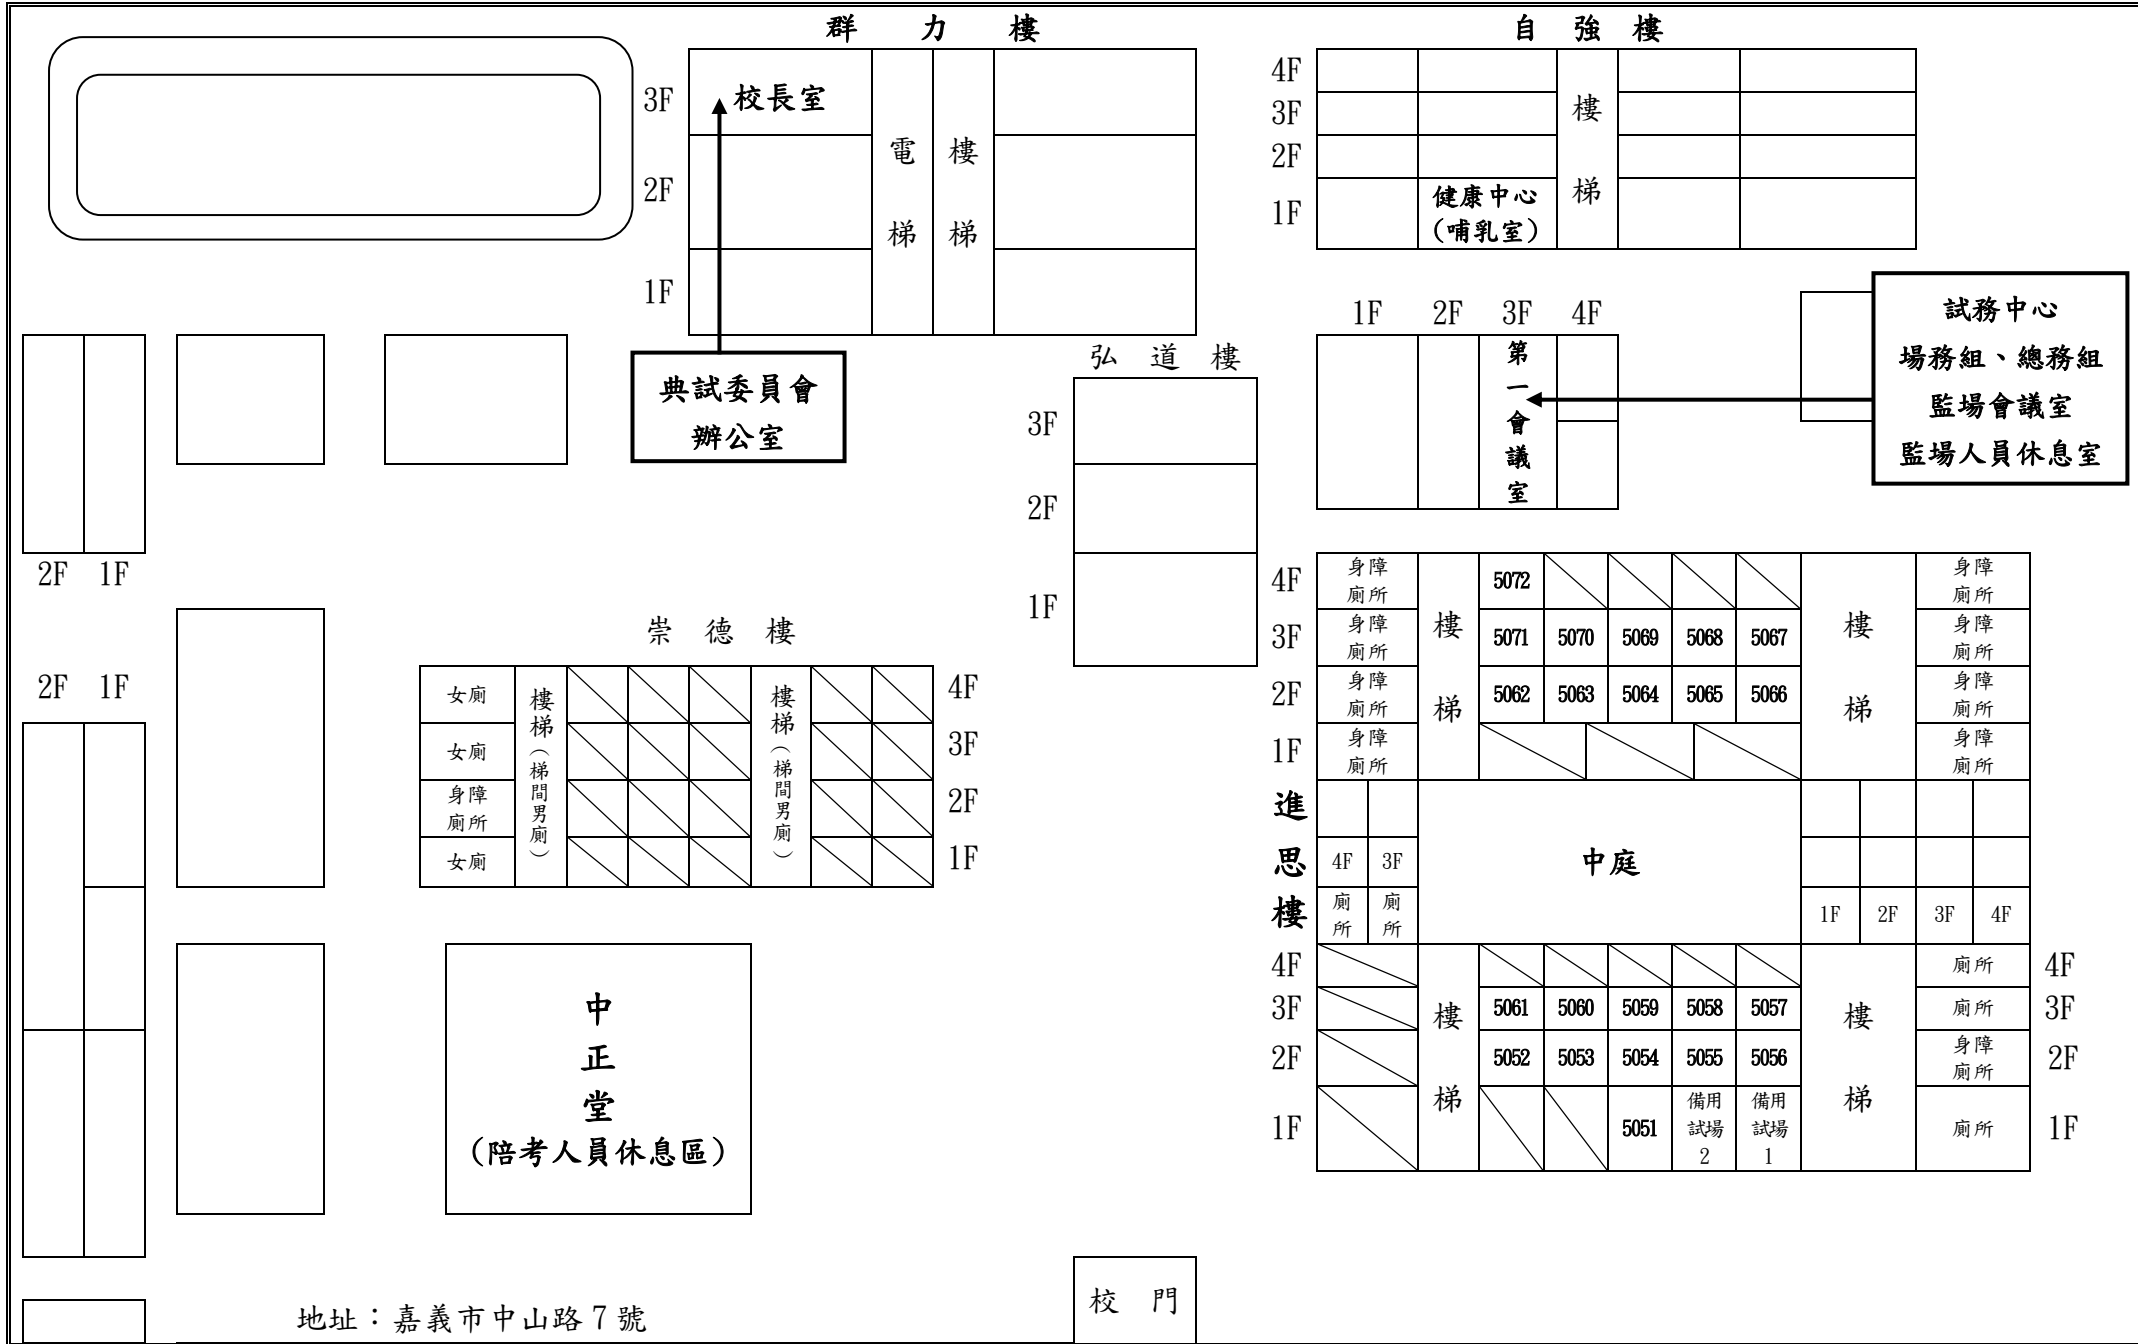 群力樓
自強樓
3F
校長室
電梯
樓梯
2F
1F
4F
3F
2F
1F
樓梯
健康中心
(哺乳室)
典試委員會
辦公室
1F 2F 3F 4F
第一會議室
試務中心
場務組、總務組
監場會議室
監場人員休息室
弘道樓
3F
2F
1F
2F 1F
2F 1F
崇德樓
女廁
女廁
身障
廁所
女廁
樓梯(梯間男廁)
樓梯(梯間男廁)
4F
3F
2F
1F
進思樓
4F 身障廁所 5072 身障廁所
3F 身障廁所 5071 5070 5069 5068 5067 身障廁所
2F 身障廁所 5062 5063 5064 5065 5066 身障廁所
1F 身障廁所 身障廁所
樓梯
樓梯
4F 3F
廁所 廁所
中庭
1F 2F 3F 4F
4F 廁所 4F
3F 5061 5060 5059 5058 5057 廁所 3F
2F 5052 5053 5054 5055 5056 身障廁所 2F
1F 5051 備用試場2 備用試場1 廁所 1F
樓梯
樓梯
中正堂
(陪考人員休息區)
校門
地址：嘉義市中山路7號